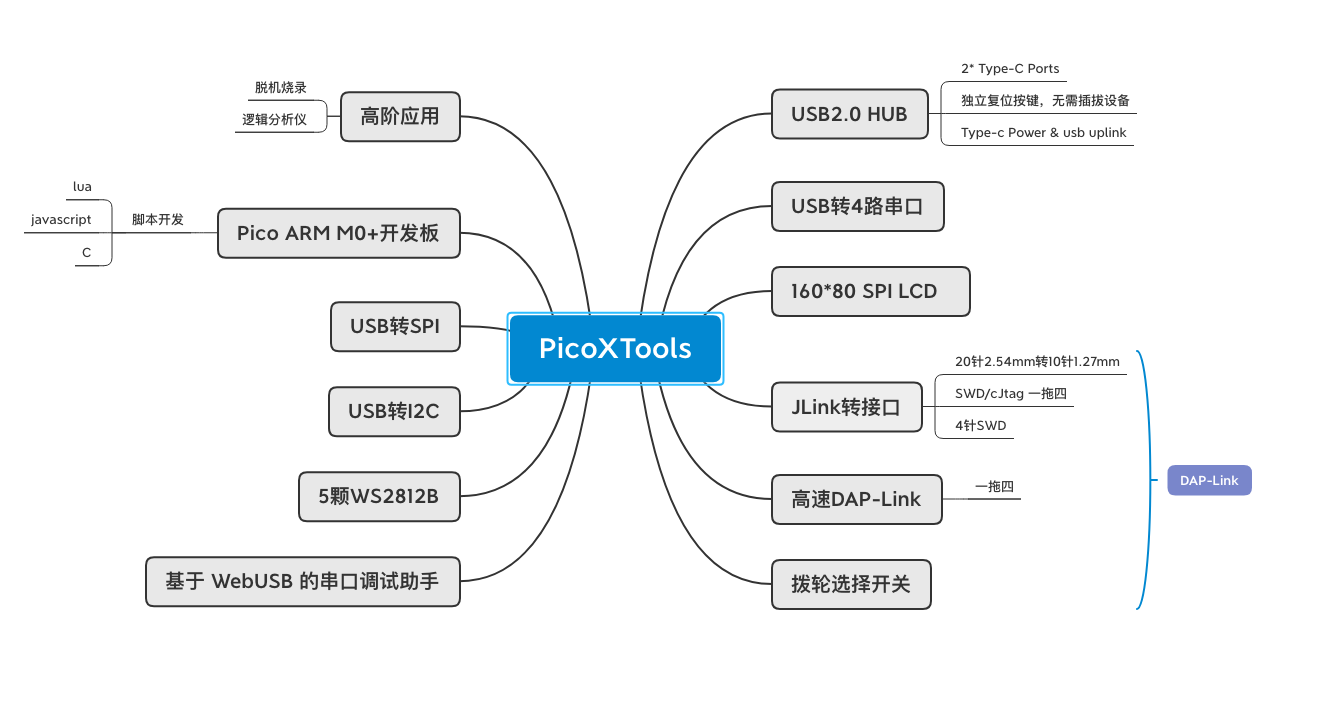 PicoXTools
USB2.0 HUB
2* Type-C Ports
独立复位按键，无需插拔设备
Type-c Power & usb uplink
USB转4路串口
160*80 SPI LCD
JLink转接口
20针2.54mm转10针1.27mm
SWD/cJtag 一拖四
4针SWD
高速DAP-Link
一拖四
拨轮选择开关
DAP-Link
高阶应用
脱机烧录
逻辑分析仪
Pico ARM M0+开发板
脚本开发
lua
javascript
C
USB转SPI
USB转I2C
5颗WS2812B
基于 WebUSB 的串口调试助手